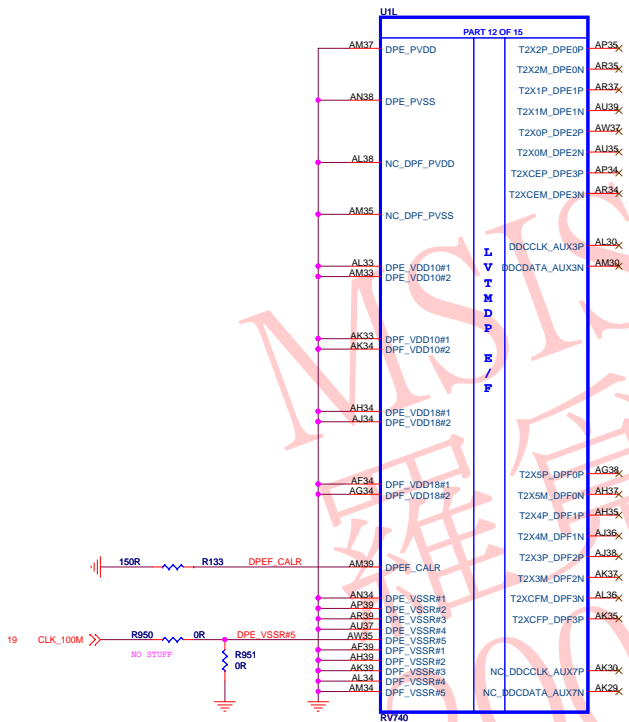 U1L
PART 12 OF 15
AM37 DPE_PVDD T2X2P_DPE0P AP35
T2X2M_DPE0N AR35
AN38 DPE_PVSS T2X1P_DPE1P AR37
T2X1M_DPE1N AU39
T2X0P_DPE2P AW37
T2X0M_DPE2N AU35
AL38 NC_DPF_PVDD T2XCEP_DPE3P AP34
T2XCEM_DPE3N AR34
AM35 NC_DPF_PVSS
DDCCLK_AUX3P AL30
DDCDATA_AUX3N AM30
AL33 DPE_VDD10#1
AM33 DPE_VDD10#2
LVTMDP E/F
AK33 DPF_VDD10#1
AK34 DPF_VDD10#2
AH34 DPE_VDD18#1
AJ34 DPE_VDD18#2
AF34 DPF_VDD18#1
AG34 DPF_VDD18#2
T2X5P_DPF0P AG38
T2X5M_DPF0N AH37
T2X4P_DPF1P AH35
T2X4M_DPF1N AJ36
T2X3P_DPF2P AJ38
T2X3M_DPF2N AK37
T2XCFM_DPF3N AL36
T2XCFP_DPF3P AK35
150R R133 DPEF_CALR AM39 DPEF_CALR
AN34 DPE_VSSR#1
AP39 DPE_VSSR#2
AR39 DPE_VSSR#3
AU37 DPE_VSSR#4
19 CLK_100M R950 0R DPE_VSSR#5 AW35 DPE_VSSR#5
NO STUFF
R951
0R
AF39 DPF_VSSR#1
AH39 DPF_VSSR#2
AK39 DPF_VSSR#3
AL34 DPF_VSSR#4
AM34 DPF_VSSR#5
NC_DDCCLK_AUX7P AK30
NC_DDCDATA_AUX7N AK29
RV740
MSIS